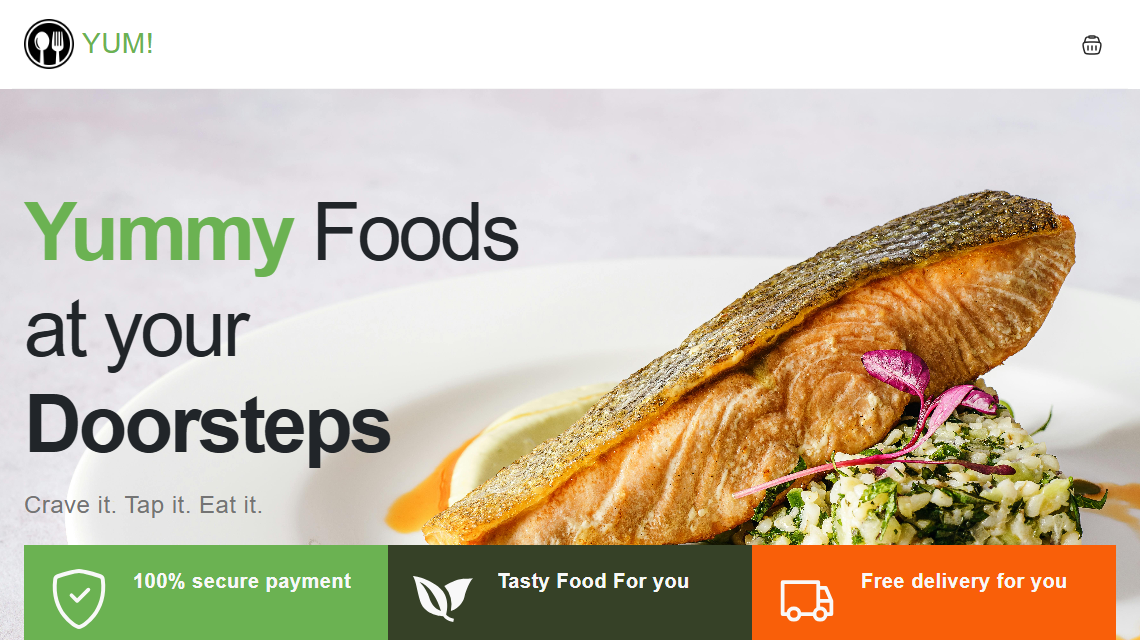 YUM!
Yummy Foods
at your
Doorsteps
Crave it. Tap it. Eat it.
100% secure payment
Tasty Food For you
Free delivery for you